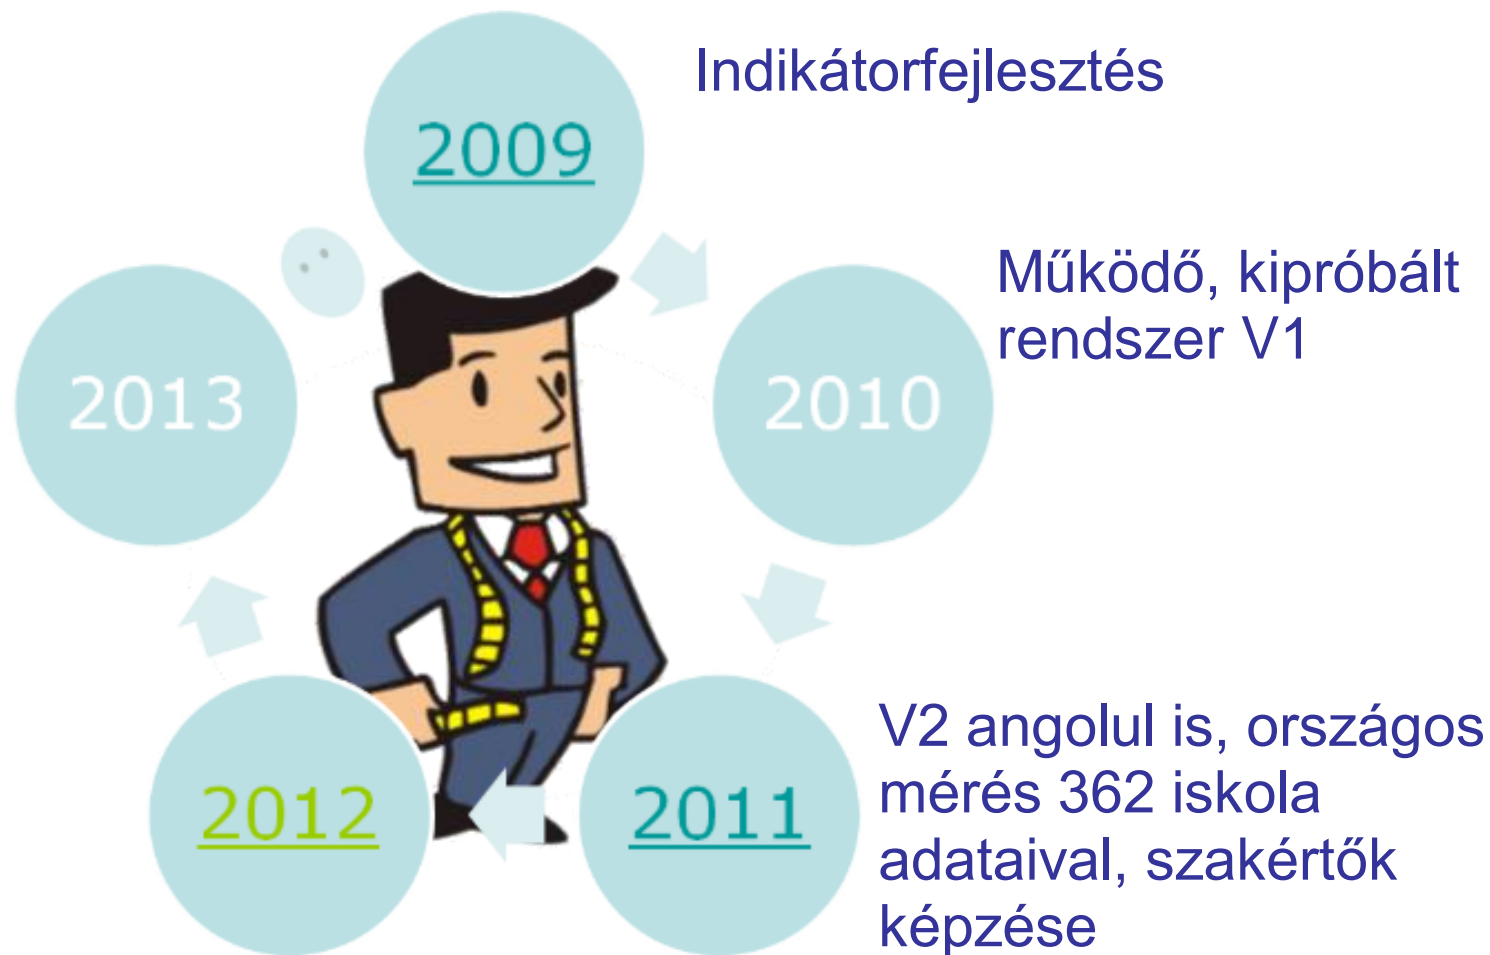 2009
Indikátorfejlesztés
2010
Működő, kipróbált
rendszer V1
2011
V2 angolul is, országos
mérés 362 iskola
adataival, szakértők
képzése
2012
2013